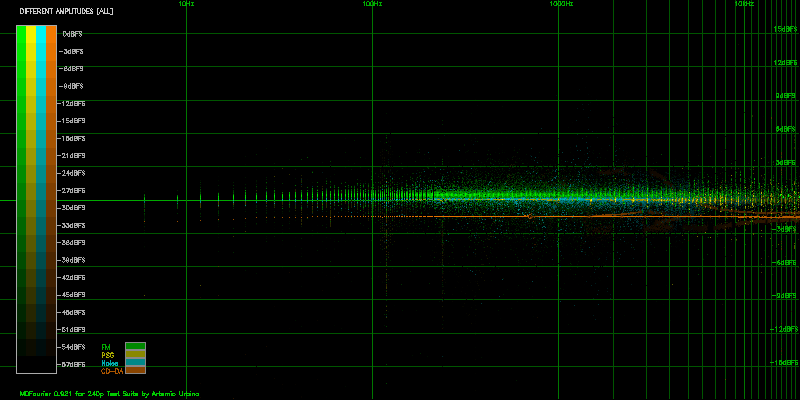 DIFFERENT AMPLITUDES [ALL]
10Hz
100Hz
1000Hz
10kHz
0dBFS
-3dBFS
-6dBFS
-9dBFS
-12dBFS
-15dBFS
-18dBFS
-21dBFS
-24dBFS
-27dBFS
-30dBFS
-33dBFS
-36dBFS
-39dBFS
-42dBFS
-45dBFS
-48dBFS
-51dBFS
-54dBFS
-57dBFS
15dBFS
12dBFS
9dBFS
6dBFS
3dBFS
-3dBFS
-6dBFS
-9dBFS
-12dBFS
-15dBFS
FM
PSG
Noise
CD-DA
MDFourier 0.921 for 240p Test Suite by Artemio Urbina